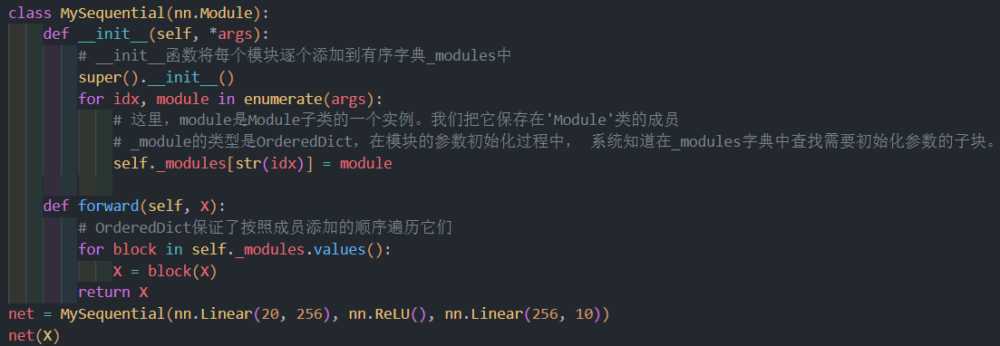 class MySequential(nn.Module):
    def __init__(self, *args):
        # __init__函数将每个模块逐个添加到有序字典_modules中
        super().__init__()
        for idx, module in enumerate(args):
            # 这里，module是Module子类的一个实例。我们把它保存在'Module'类的成员
            # _module的类型是OrderedDict，在模块的参数初始化过程中， 系统知道在_modules字典中查找需要初始化参数的子块。
            self._modules[str(idx)] = module
    def forward(self, X):
        # OrderedDict保证了按照成员添加的顺序遍历它们
        for block in self._modules.values():
            X = block(X)
        return X
net = MySequential(nn.Linear(20, 256), nn.ReLU(), nn.Linear(256, 10))
net(X)